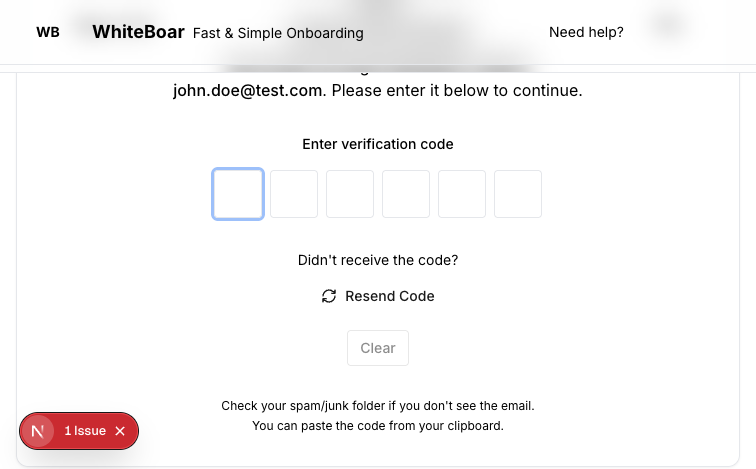 WB WhiteBoar Fast & Simple Onboarding Need help?
john.doe@test.com. Please enter it below to continue.
Enter verification code
Didn't receive the code?
Resend Code
Clear
Check your spam/junk folder if you don't see the email.
You can paste the code from your clipboard.
N 1 Issue